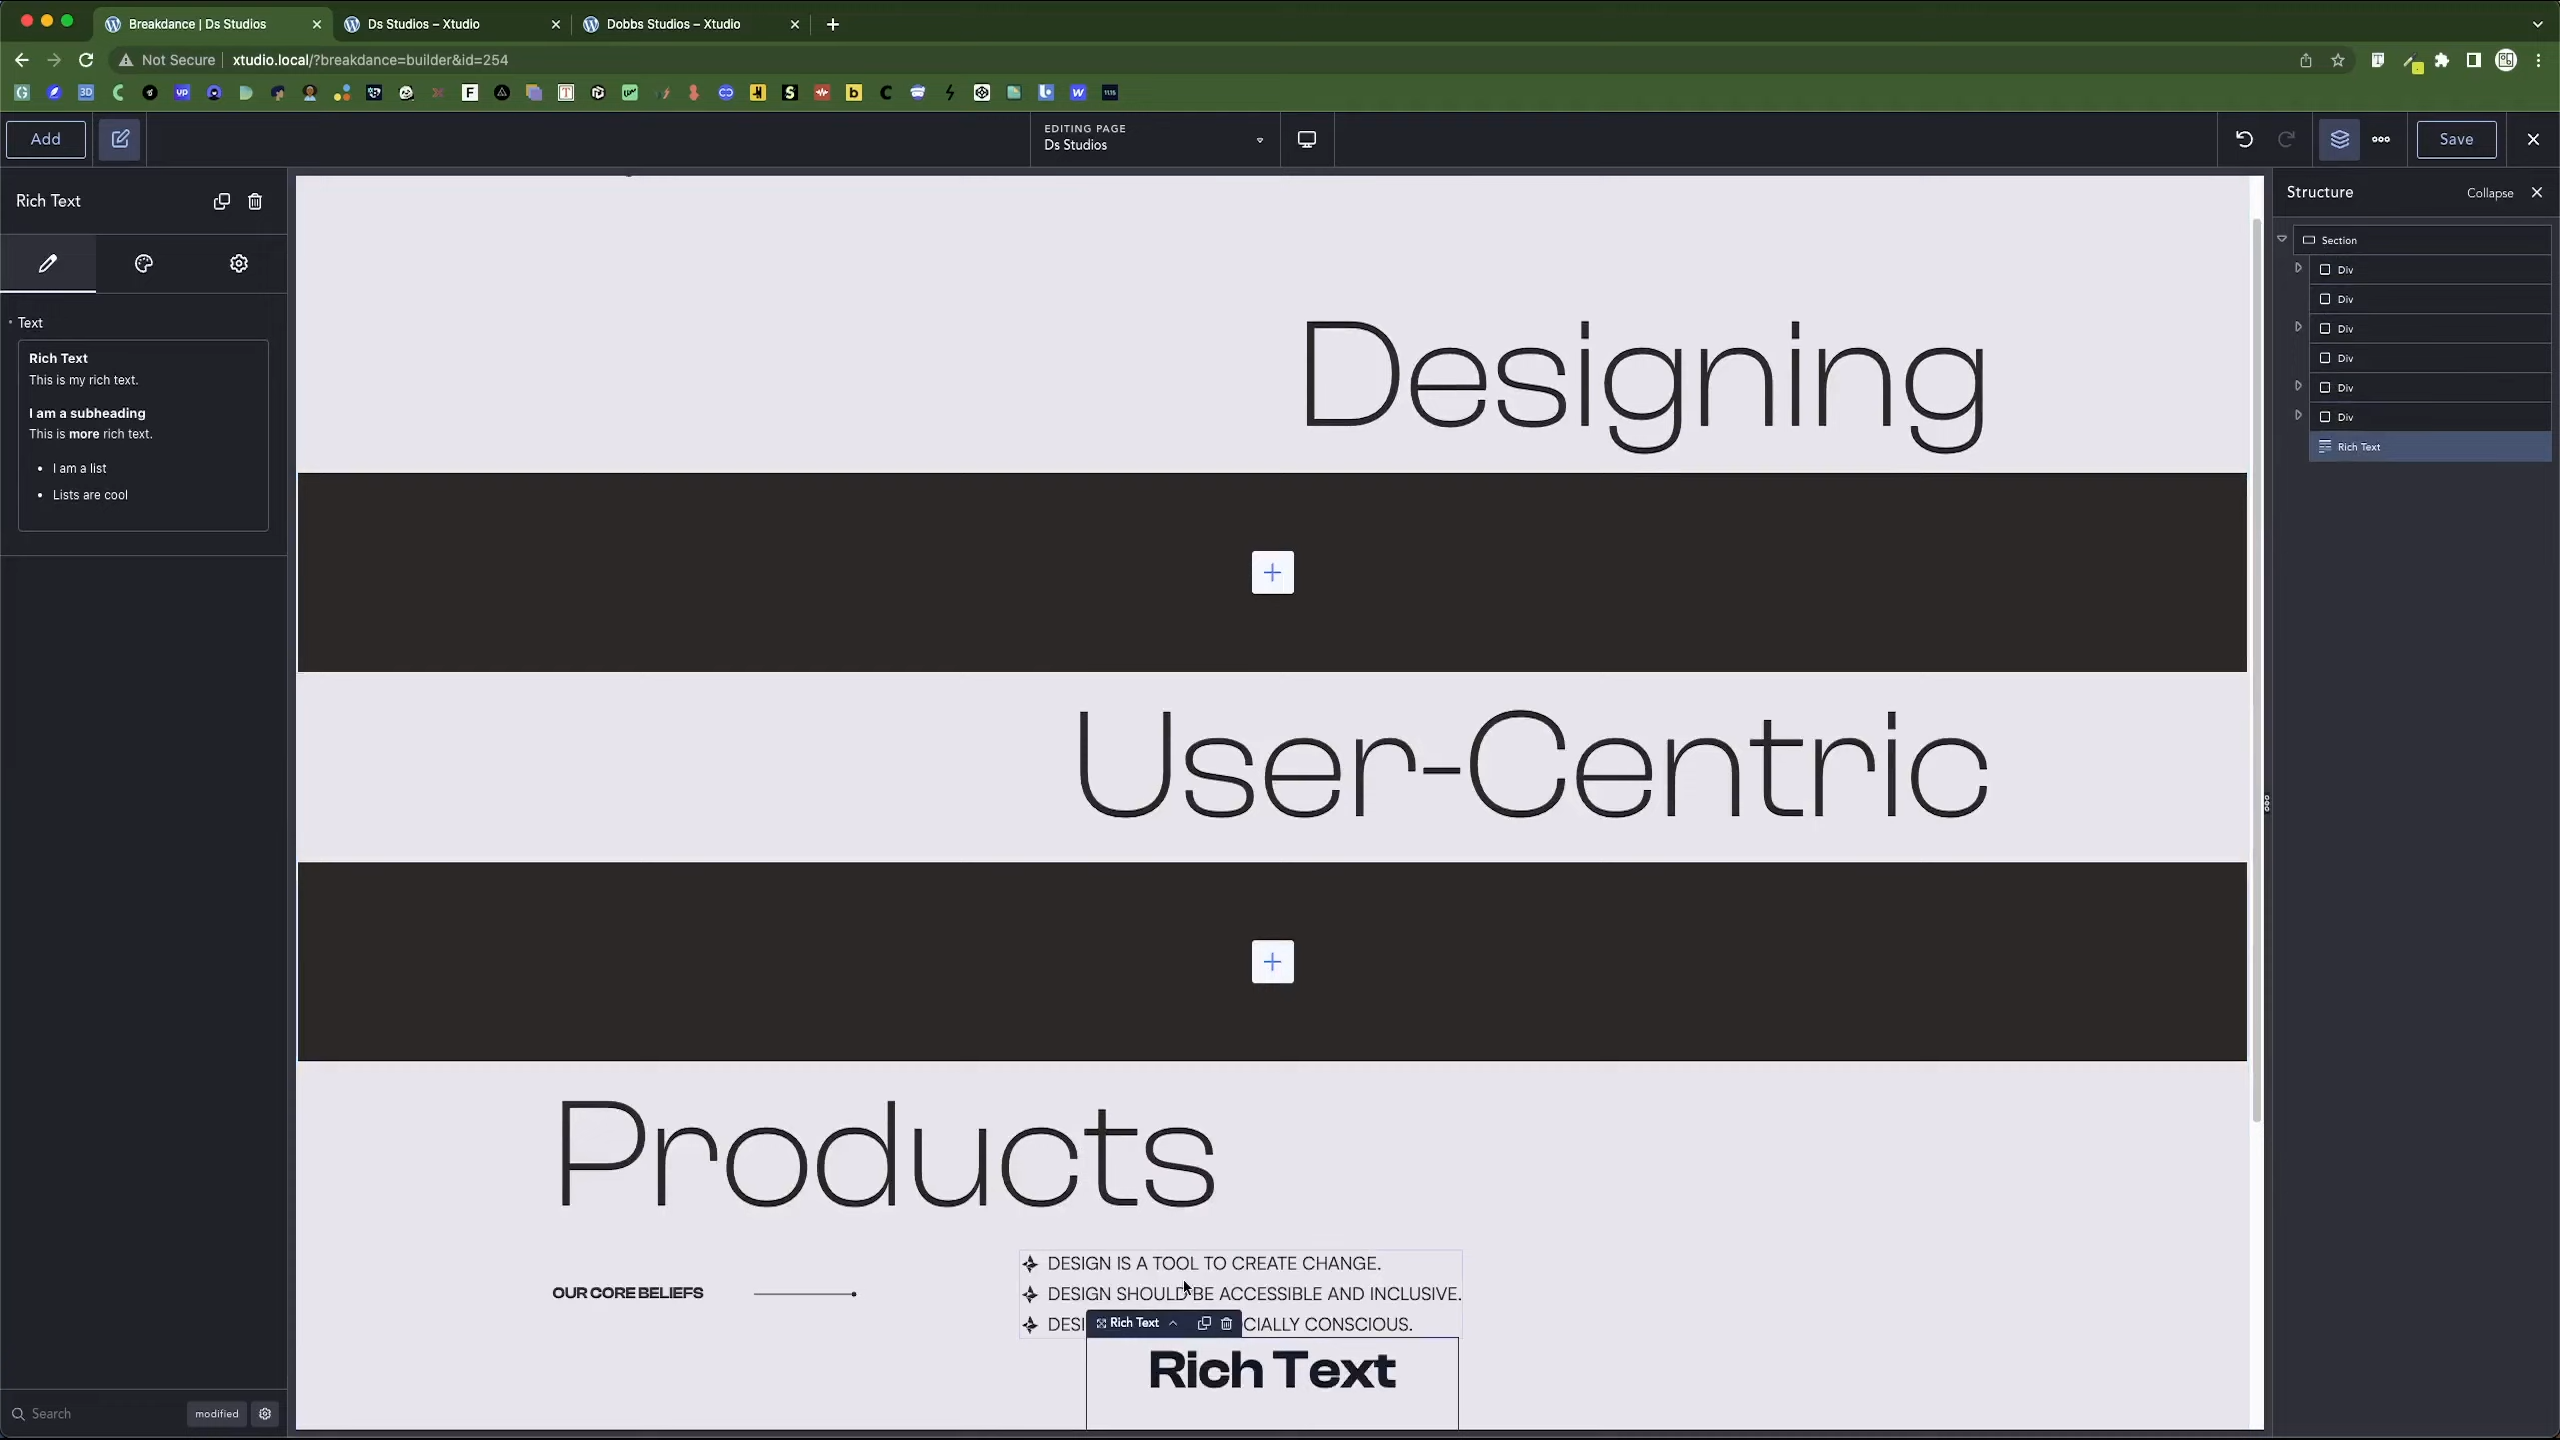 Breakdance | Ds Studios
Ds Studios – Xtudio
Dobbs Studios – Xtudio
Not Secure
xtudio.local/?breakdance=builder&id=254
Add
EDITING PAGE
Ds Studios
Save
Rich Text
Structure
Collapse
Section
Div
Div
Div
Div
Div
Div
Rich Text
Text
Rich Text
This is my rich text.
I am a subheading
This is more rich text.
• I am a list
• Lists are cool
Designing
User-Centric
Products
OUR CORE BELIEFS
DESIGN IS A TOOL TO CREATE CHANGE.
DESIGN SHOULD BE ACCESSIBLE AND INCLUSIVE.
DESI
CIALLY CONSCIOUS.
Rich Text
Rich Text
Search
modified